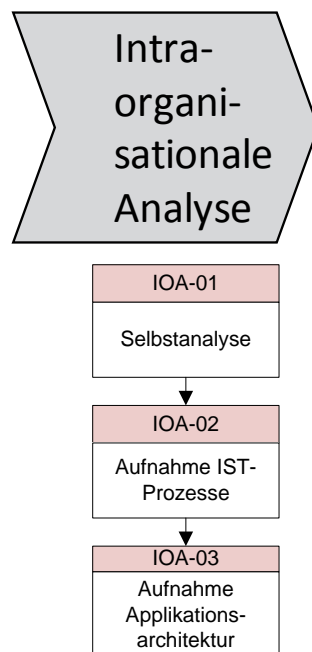 Intra-
organi-
sationale
Analyse
IOA-01
Selbstanalyse
IOA-02
Aufnahme IST-
Prozesse
IOA-03
Aufnahme
Applikations-
architektur